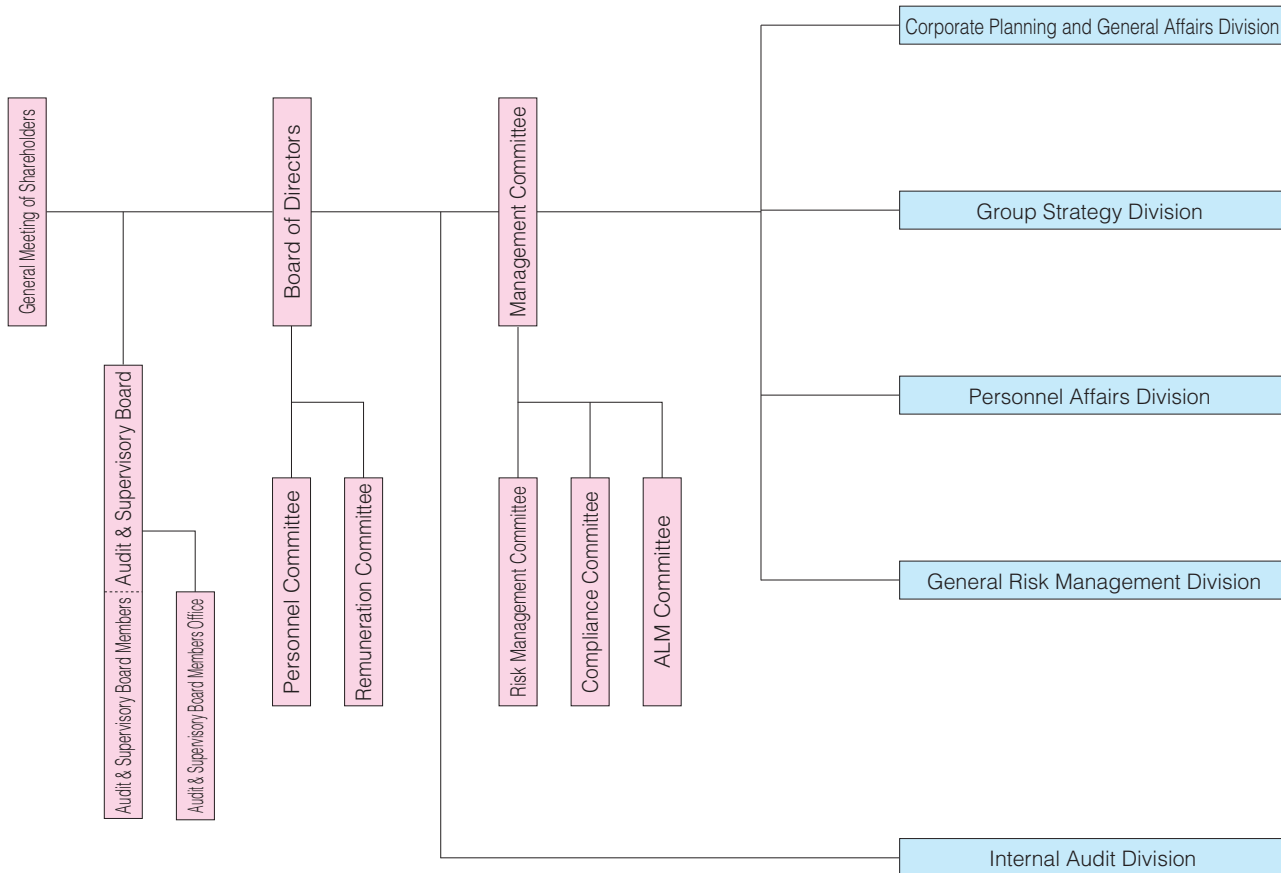 General Meeting of Shareholders
Audit & Supervisory Board
Audit & Supervisory Board Members
Audit & Supervisory Board Members Office
Board of Directors
Personnel Committee
Remuneration Committee
Management Committee
Risk Management Committee
Compliance Committee
ALM Committee
Corporate Planning and General Affairs Division
Group Strategy Division
Personnel Affairs Division
General Risk Management Division
Internal Audit Division